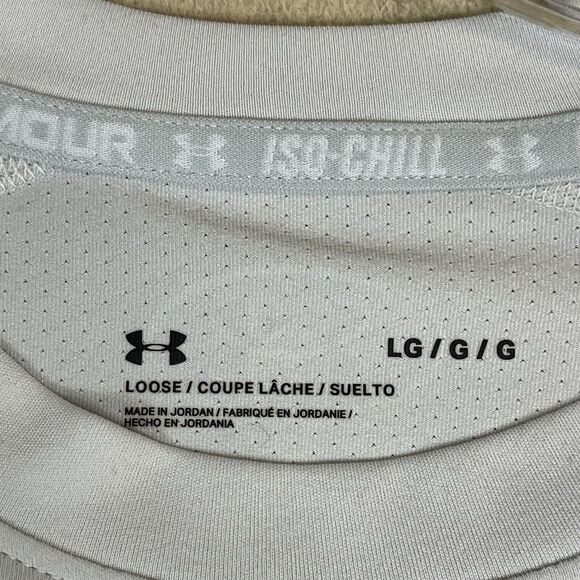 MOUR ISO-CHILL
LG / G / G
LOOSE / COUPE LÂCHE / SUELTO
MADE IN JORDAN / FABRIQUÉ EN JORDANIE /
HECHO EN JORDANIA